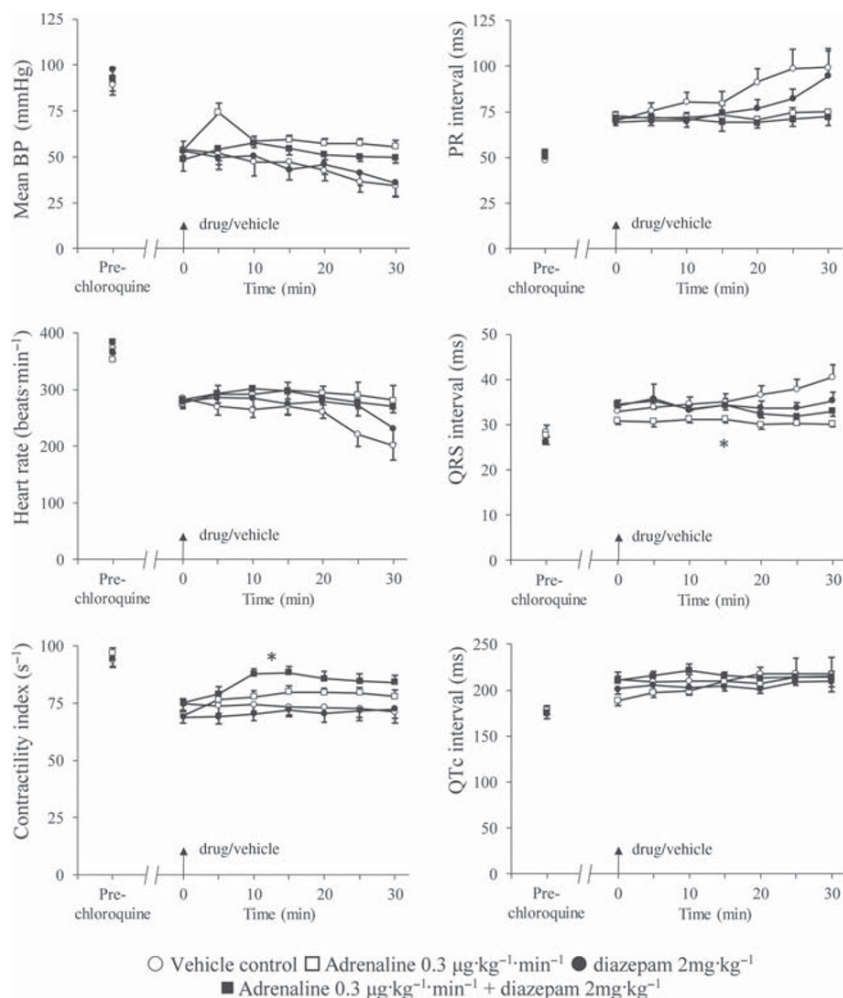 Mean BP (mmHg)
125
100
75
50
25
0
drug/vehicle
Pre-
chloroquine
0
10
20
30
Time (min)
PR interval (ms)
125
100
75
50
25
0
drug/vehicle
Pre-
chloroquine
0
10
20
30
Time (min)
Heart rate (beats·min⁻¹)
400
300
200
100
0
drug/vehicle
Pre-
chloroquine
0
10
20
30
Time (min)
QRS interval (ms)
50
40
30
20
10
0
*
drug/vehicle
Pre-
chloroquine
0
10
20
30
Time (min)
Contractility index (s⁻¹)
100
75
50
25
0
*
drug/vehicle
Pre-
chloroquine
0
10
20
30
Time (min)
QTc interval (ms)
250
200
150
100
50
0
drug/vehicle
Pre-
chloroquine
0
10
20
30
Time (min)
Vehicle control Adrenaline 0.3 µg·kg⁻¹·min⁻¹ diazepam 2mg·kg⁻¹
Adrenaline 0.3 µg·kg⁻¹·min⁻¹ + diazepam 2mg·kg⁻¹